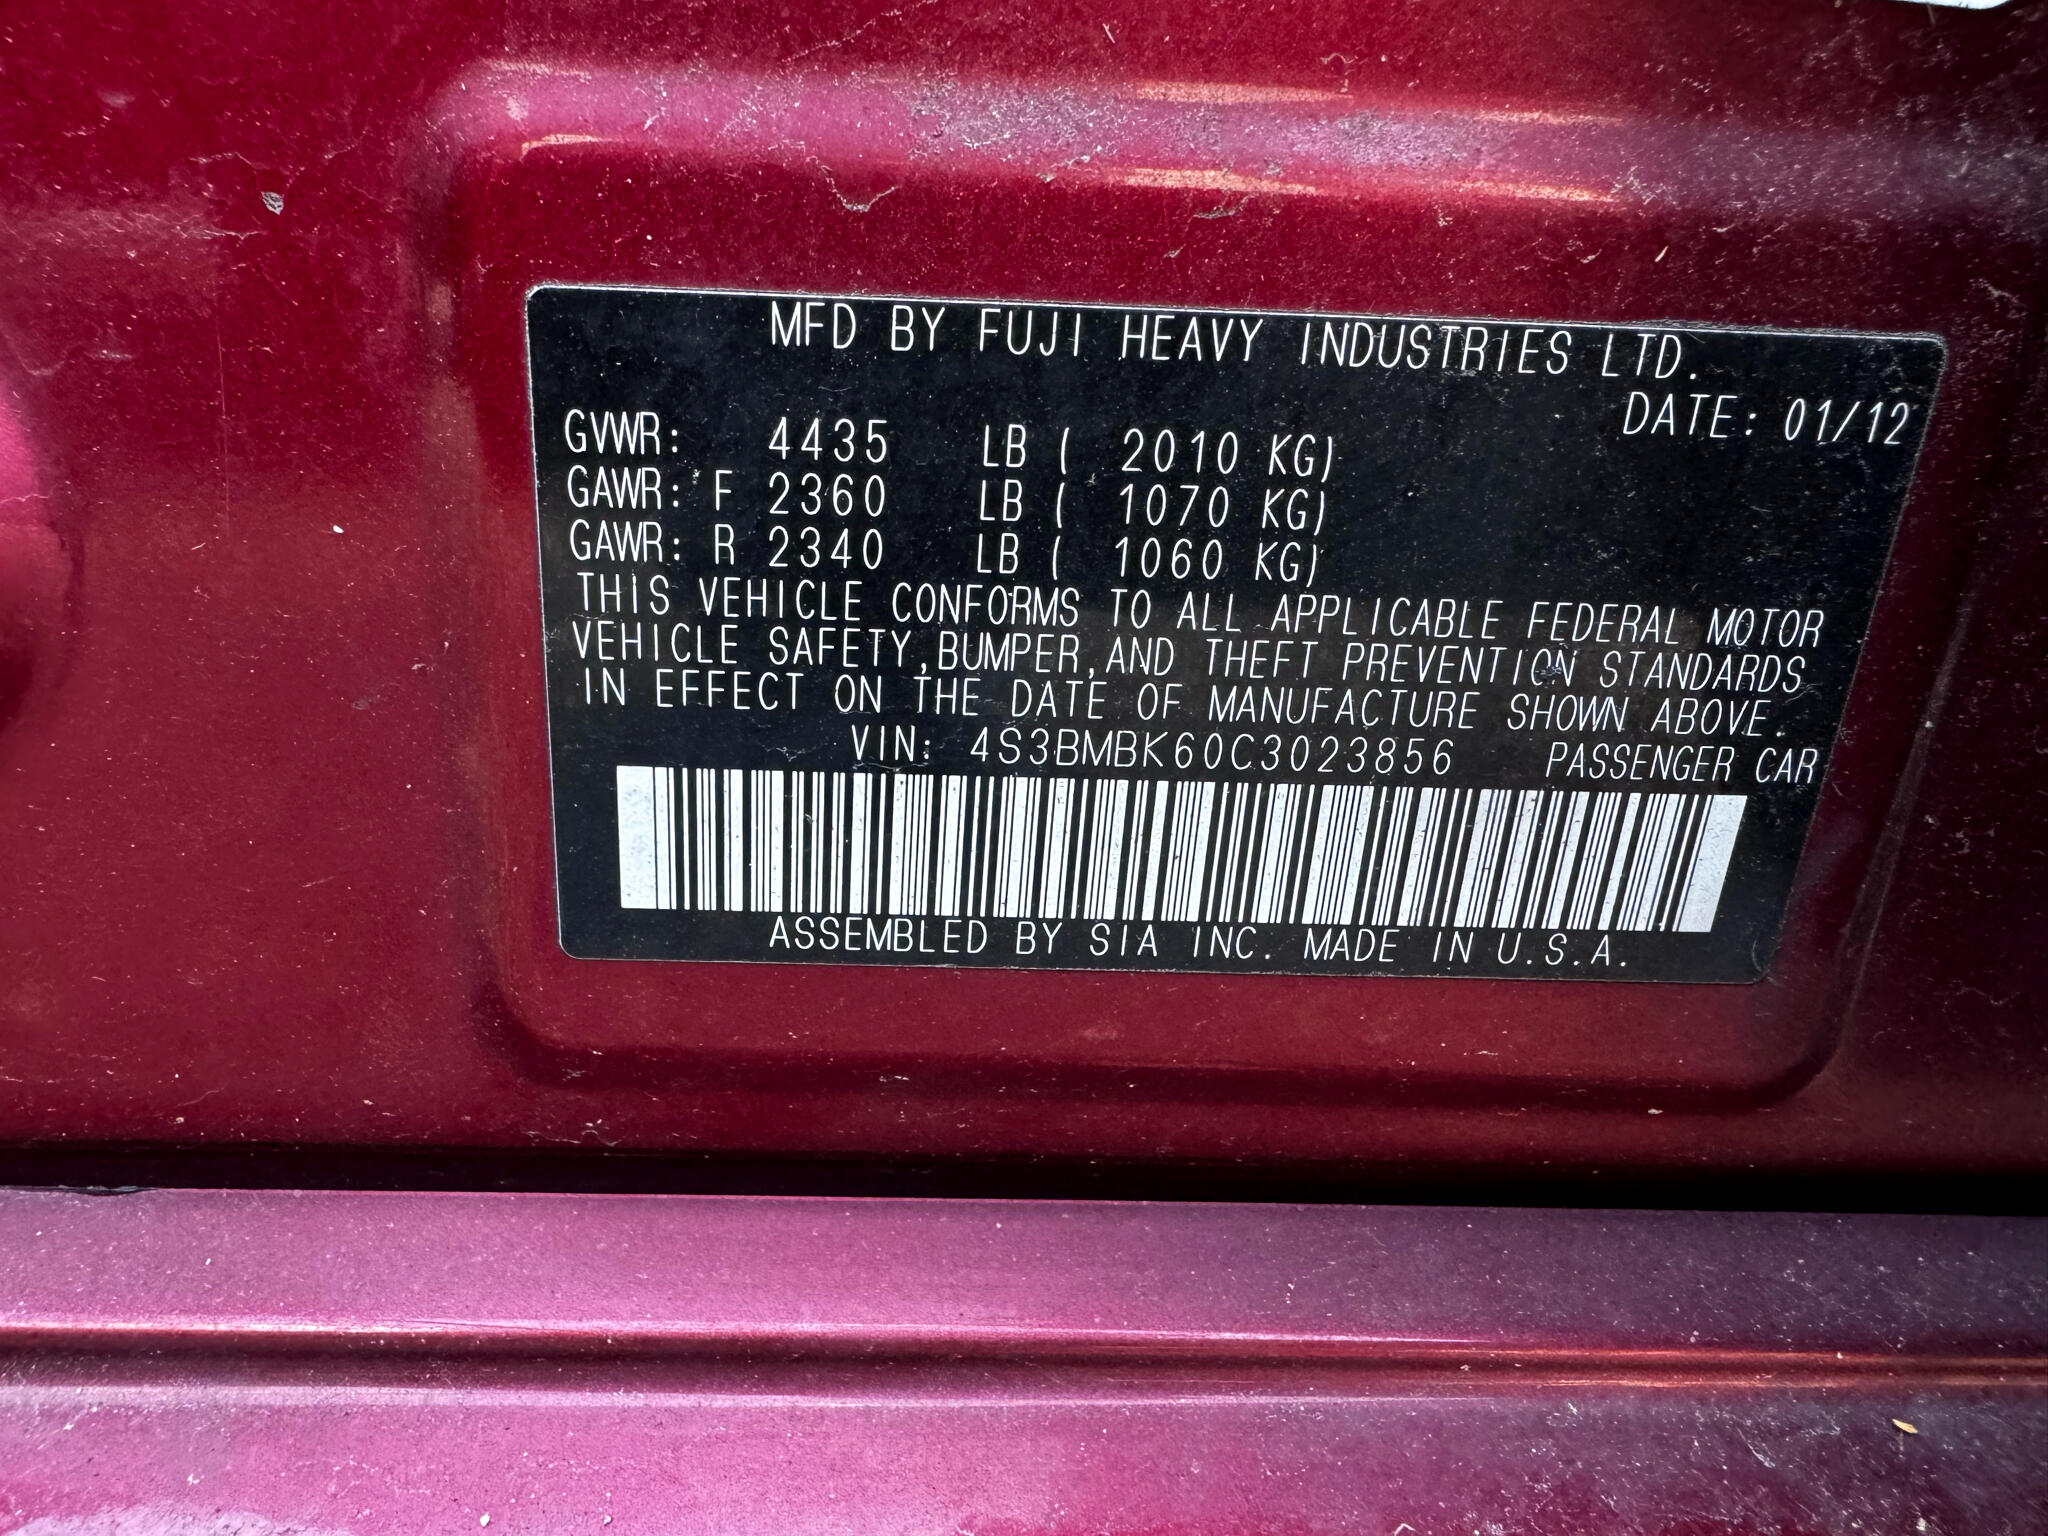 MFD BY FUJI HEAVY INDUSTRIES LTD.
DATE: 01/12
GVWR: 4435 LB ( 2010 KG)
GAWR: F 2360 LB ( 1070 KG)
GAWR: R 2340 LB ( 1060 KG)
THIS VEHICLE CONFORMS TO ALL APPLICABLE FEDERAL MOTOR
VEHICLE SAFETY,BUMPER,AND THEFT PREVENTION STANDARDS
IN EFFECT ON THE DATE OF MANUFACTURE SHOWN ABOVE.
VIN: 4S3BMBK60C3023856 PASSENGER CAR
ASSEMBLED BY SIA INC. MADE IN U.S.A.